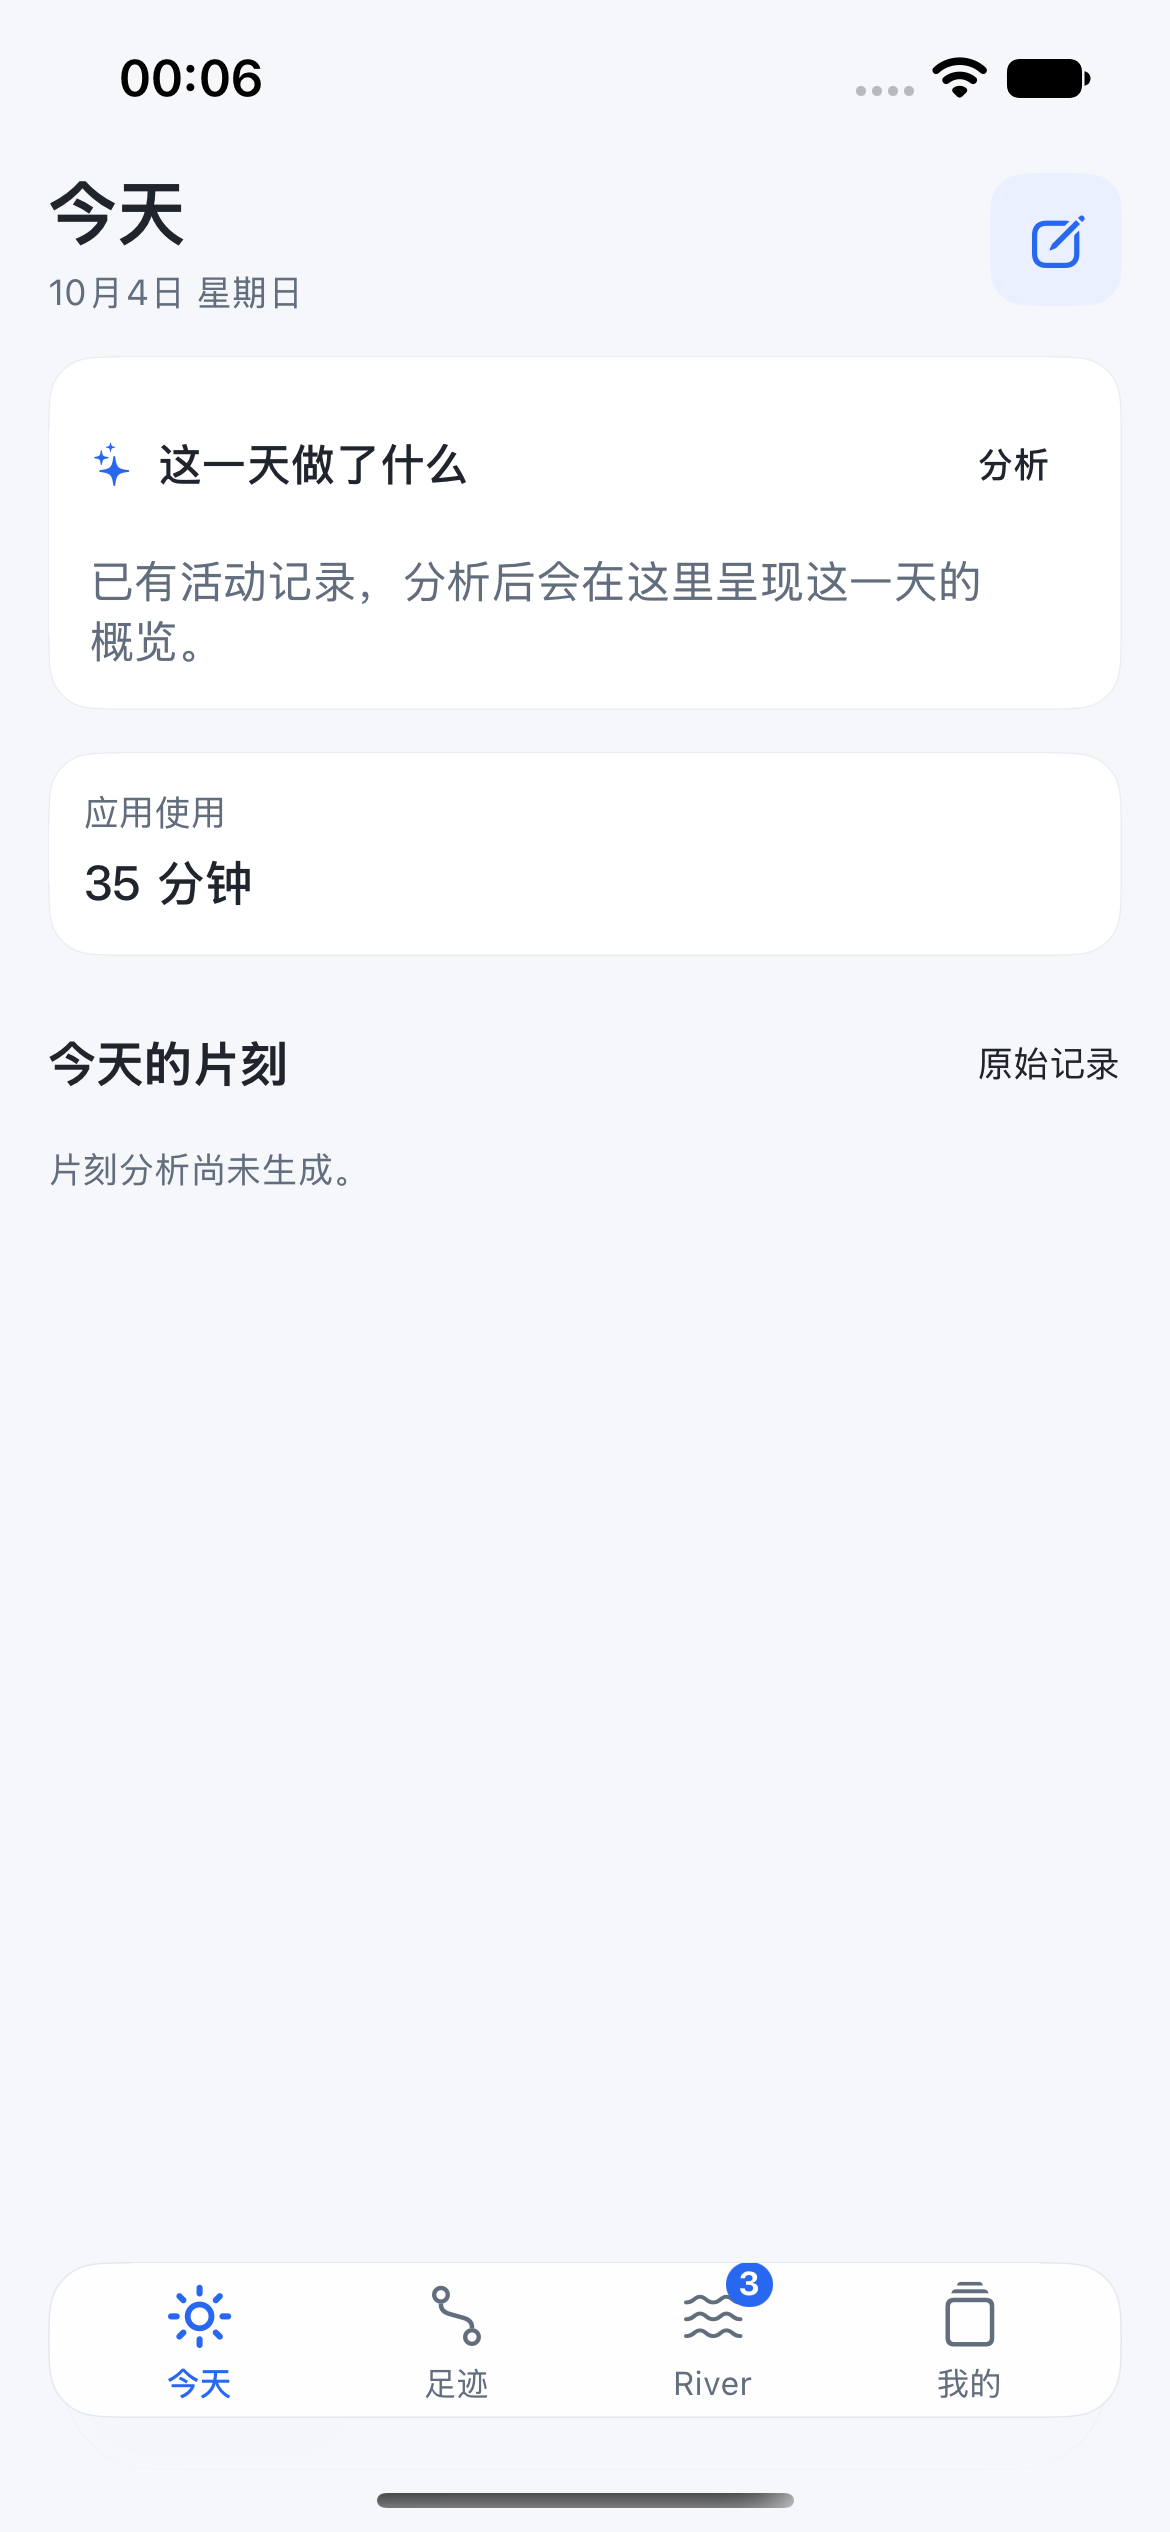 00:06
今天
10月4日 星期日
这一天做了什么
分析
已有活动记录，分析后会在这里呈现这一天的
概览。
应用使用
35 分钟
今天的片刻
原始记录
片刻分析尚未生成。
3
今天
足迹
River
我的